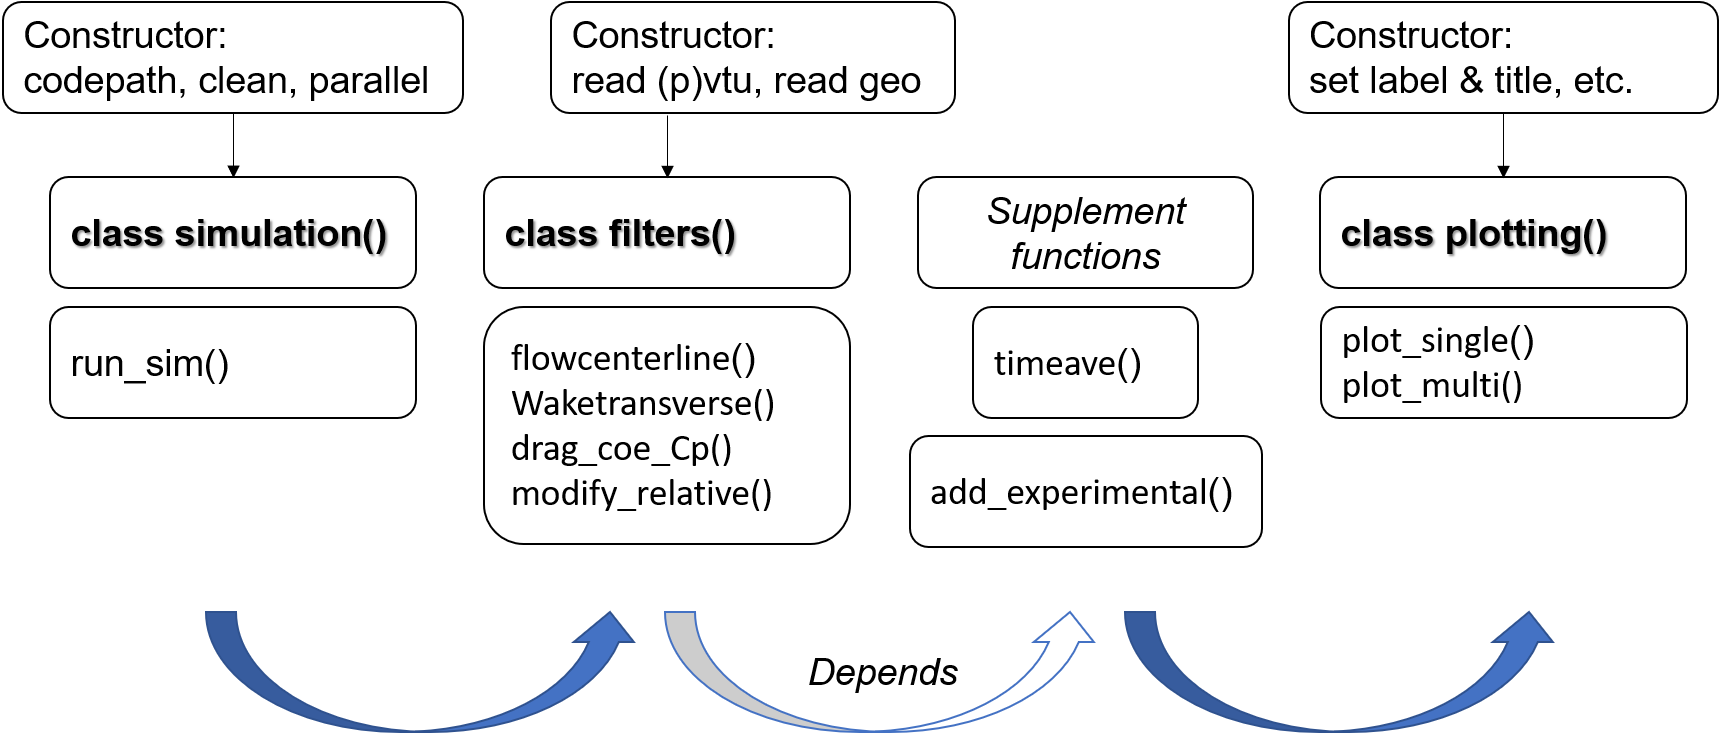 Constructor:
codepath, clean, parallel
Constructor:
read (p)vtu, read geo
Constructor:
set label & title, etc.
class simulation()
class filters()
Supplement
functions
class plotting()
run_sim()
flowcenterline()
Waketransverse()
drag_coe_Cp()
modify_relative()
timeave()
add_experimental()
plot_single()
plot_multi()
Depends